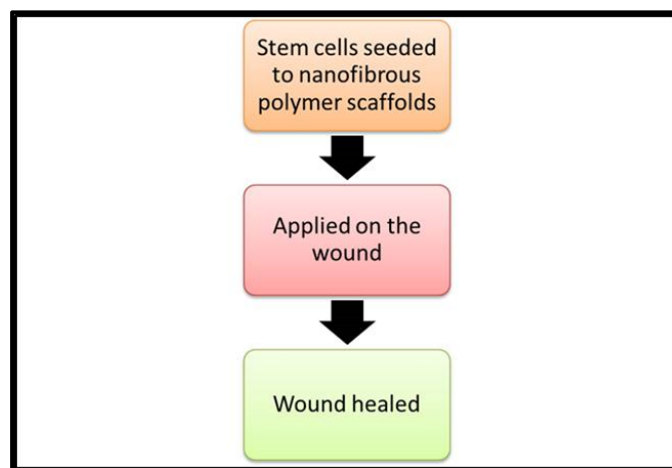 Stem cells seeded
to nanofibrous
polymer scaffolds
Applied on the
wound
Wound healed